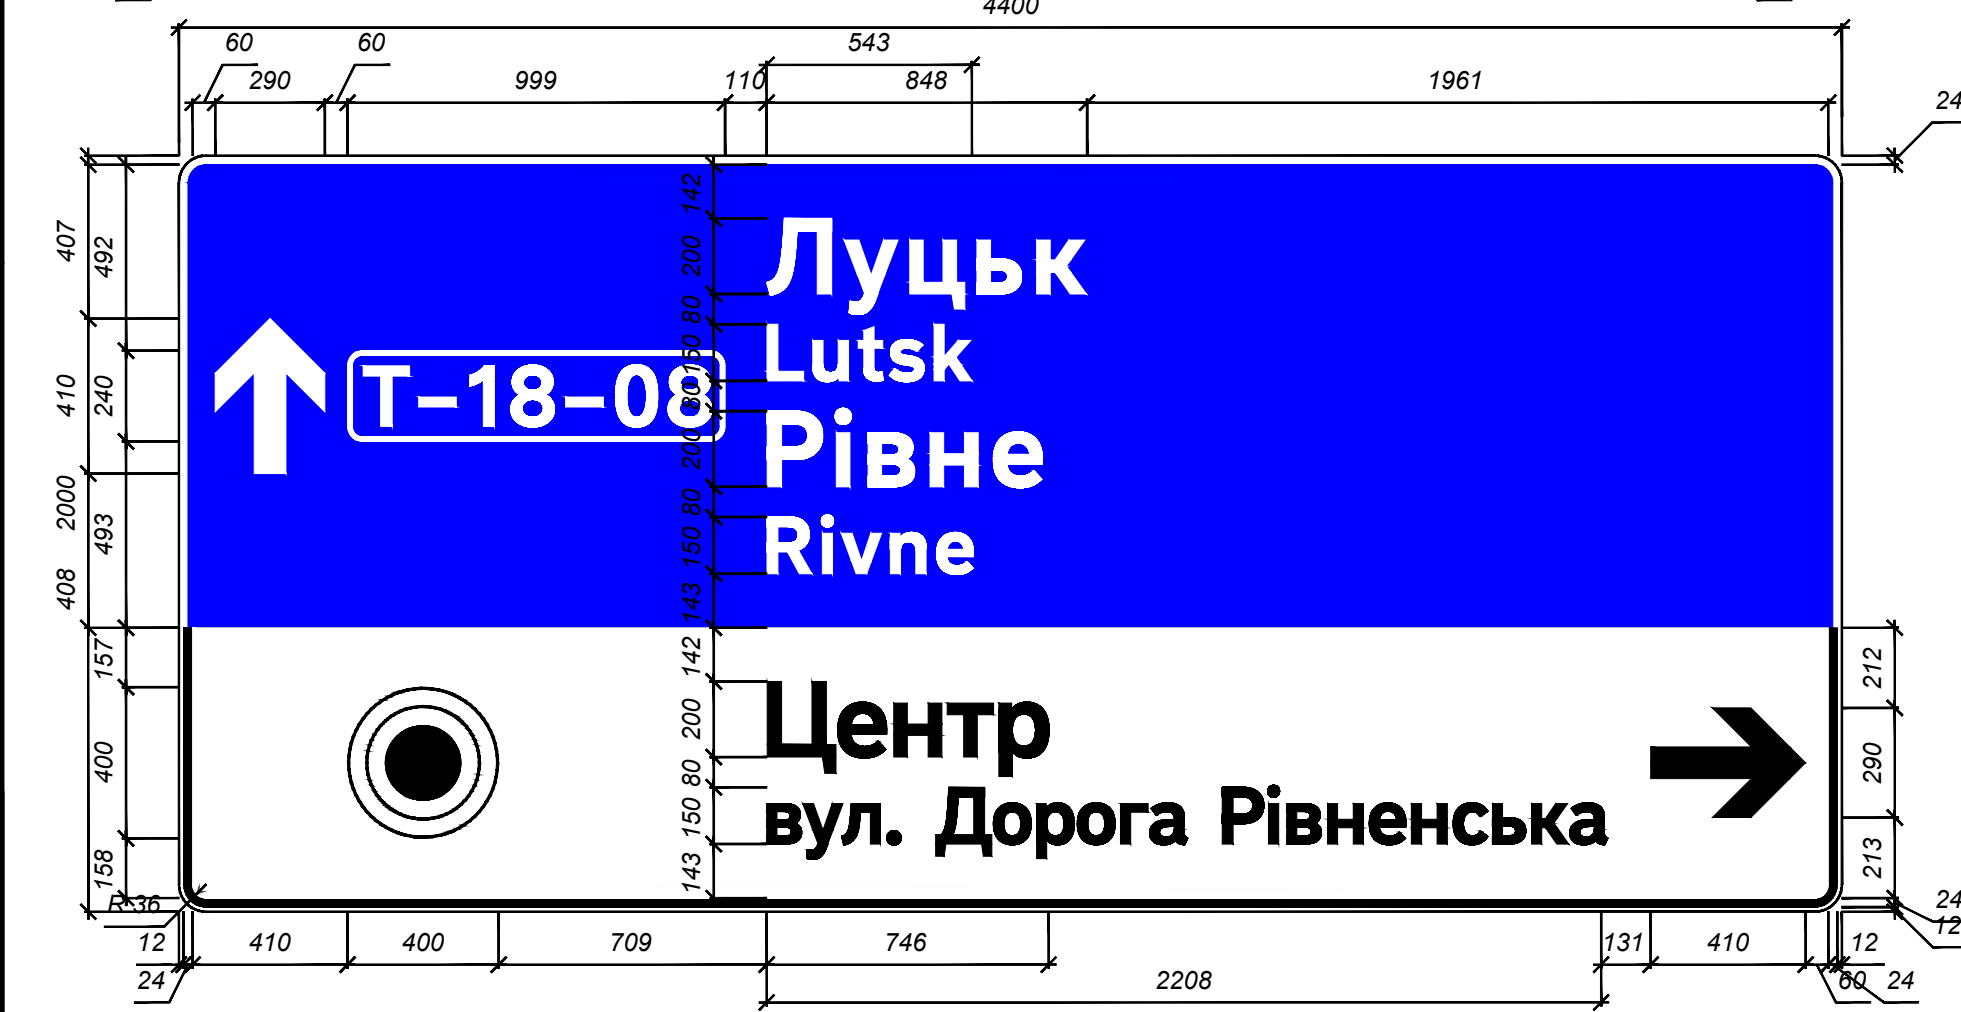 4400
60 60 543
290 999 110 848 1961
24
142
407 492 200 Луцьк
80
150 Lutsk
410 240 Т-18-08 80
200 Рівне
2000 493 80
150 Rivne
408 143
157 142 212
200 Центр
400 80 290
150 вул. Дорога Рівненська
158 143 213
R 36 24
12 410 400 709 746 131 410 12 12
24 2208 60 24